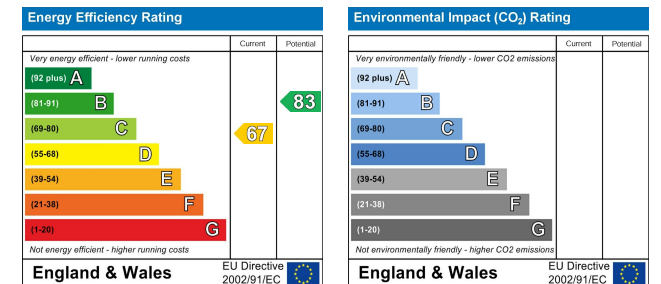 Energy Efficiency Rating
Current Potential
Very energy efficient - lower running costs
(92 plus) A
(81-91) B
83
(69-80) C
67
(55-68) D
(39-54) E
(21-38) F
(1-20) G
Not energy efficient - higher running costs
England & Wales
EU Directive
2002/91/EC
Environmental Impact (CO₂) Rating
Current Potential
Very environmentally friendly - lower CO2 emissions
(92 plus) A
(81-91) B
(69-80) C
(55-68) D
(39-54) E
(21-38) F
(1-20) G
Not environmentally friendly - higher CO2 emissions
England & Wales
EU Directive
2002/91/EC